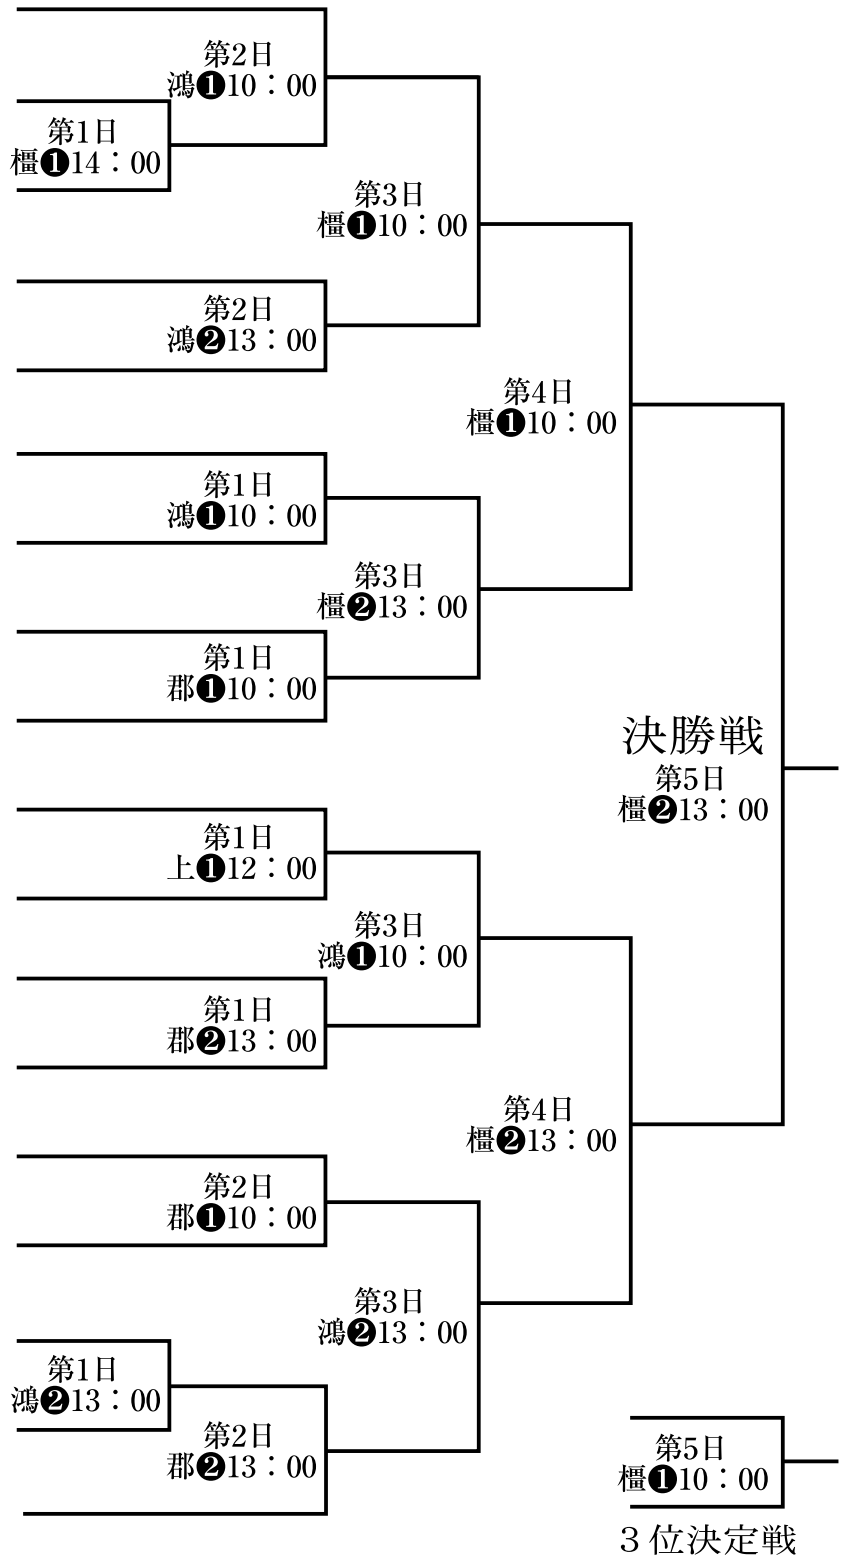 第2日
鴻❶10：00
第1日
橿❶14：00
第3日
橿❶10：00
第2日
鴻❷13：00
第4日
橿❶10：00
第1日
鴻❶10：00
第3日
橿❷13：00
第1日
郡❶10：00
決勝戦
第5日
橿❷13：00
第1日
上❶12：00
第3日
鴻❶10：00
第1日
郡❷13：00
第4日
橿❷13：00
第2日
郡❶10：00
第3日
鴻❷13：00
第1日
鴻❷13：00
第2日
郡❷13：00
第5日
橿❶10：00
３位決定戦